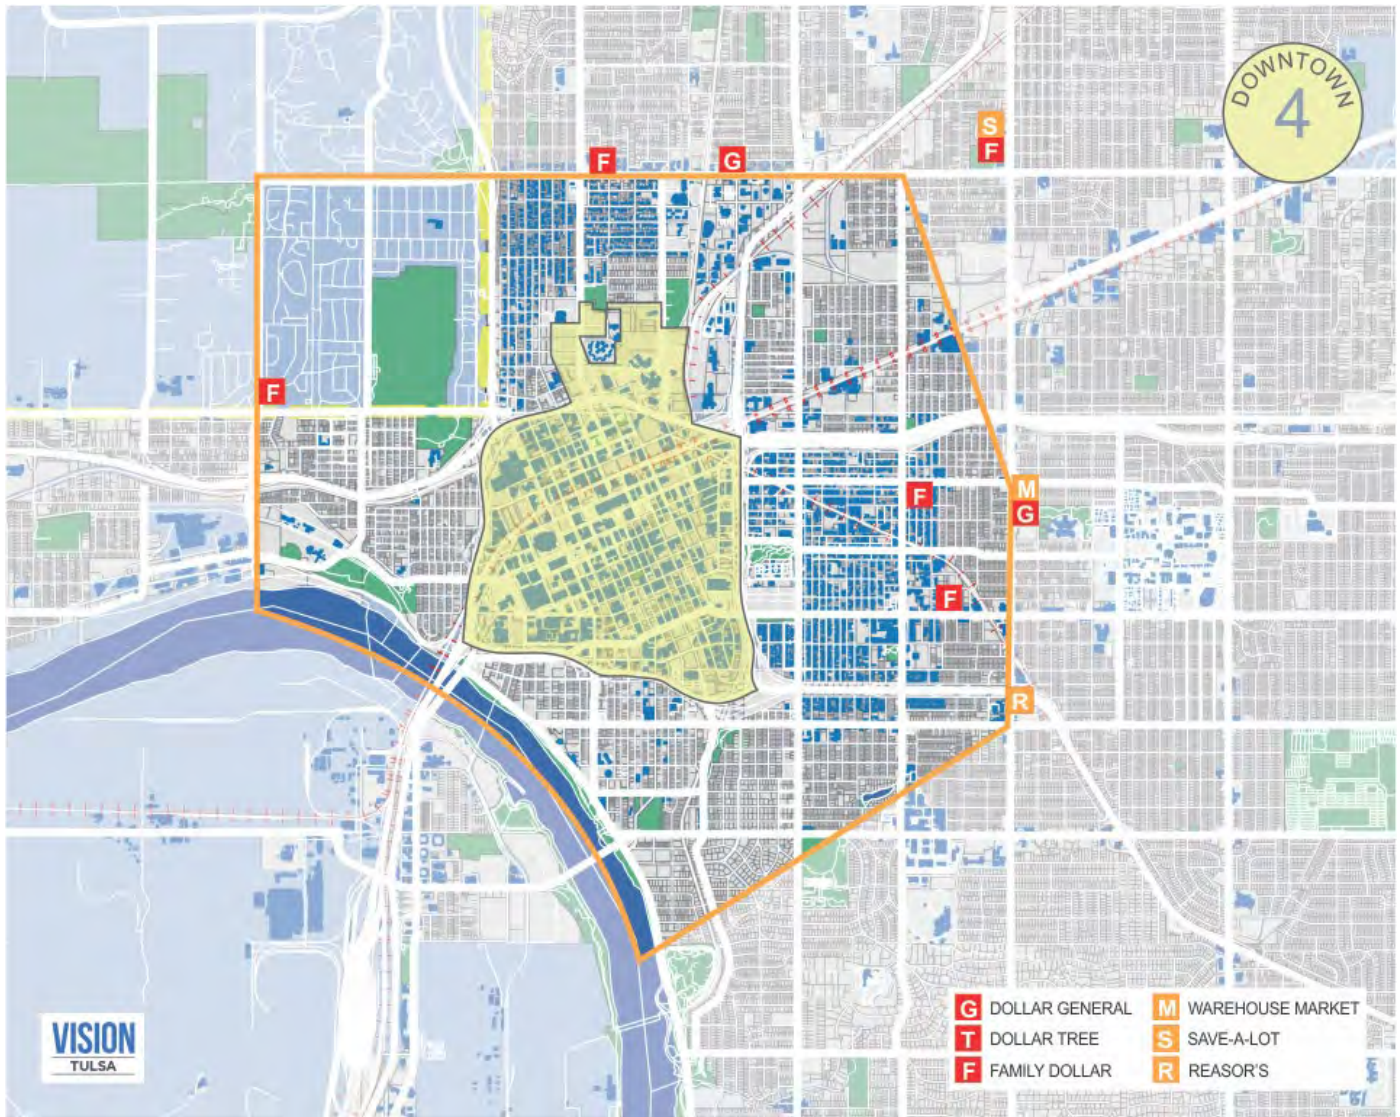 DOWNTOWN
4
S
F
F
G
F
M
F
G
F
R
G DOLLAR GENERAL
T DOLLAR TREE
F FAMILY DOLLAR
M WAREHOUSE MARKET
S SAVE-A-LOT
R REASOR'S
VISION
TULSA